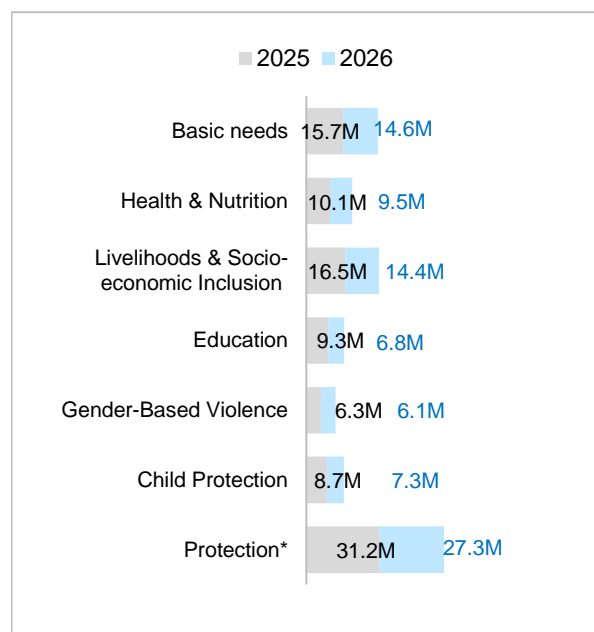 2025 2026
Basic needs 15.7M 14.6M
Health & Nutrition 10.1M 9.5M
Livelihoods & Socio-
economic Inclusion 16.5M 14.4M
Education 9.3M 6.8M
Gender-Based Violence 6.3M 6.1M
Child Protection 8.7M 7.3M
Protection* 31.2M 27.3M